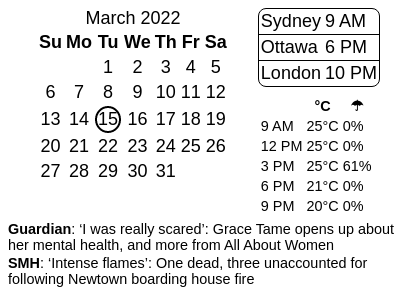 March 2022
Su Mo Tu We Th Fr Sa
1 2 3 4 5
6 7 8 9 10 11 12
13 14 15 16 17 18 19
20 21 22 23 24 25 26
27 28 29 30 31
Sydney 9 AM
Ottawa 6 PM
London 10 PM
°C ☂
9 AM 25°C 0%
12 PM 25°C 0%
3 PM 25°C 61%
6 PM 21°C 0%
9 PM 20°C 0%
Guardian: ‘I was really scared’: Grace Tame opens up about
her mental health, and more from All About Women
SMH: ‘Intense flames’: One dead, three unaccounted for
following Newtown boarding house fire